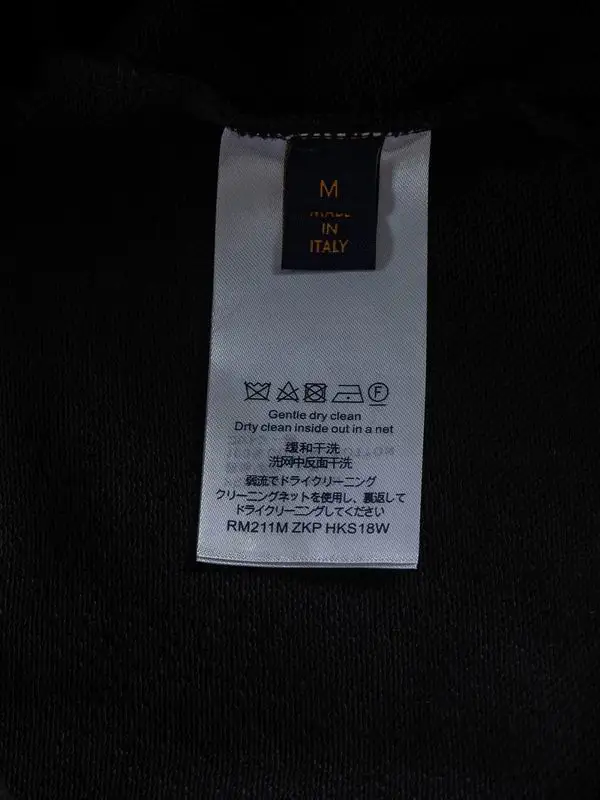 M
MADE
IN
ITALY
F
Gentle dry clean
Drty clean inside out in a net
缓和干洗
洗网中反面干洗
弱流でドライクリーニング
クリーニングネットを使用し、裏返して
ドライクリーニングしてください
RM211M ZKP HKS18W